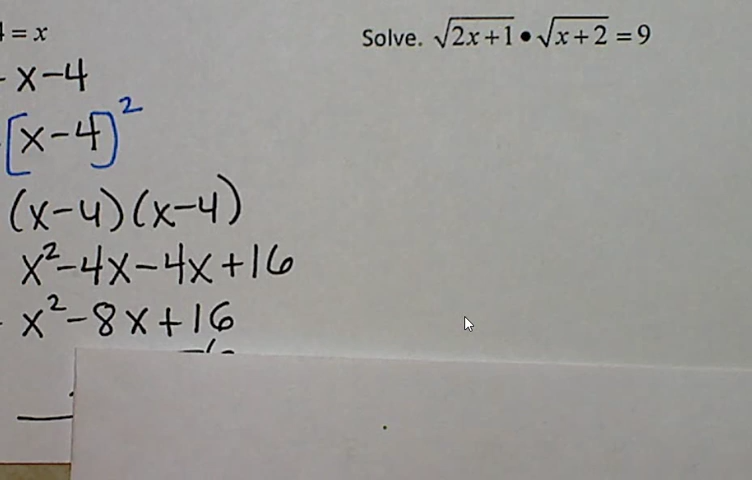 = x
x-4
[x-4]²
(x-4)(x-4)
x²-4x-4x+16
x²-8x+16
Solve. √2x+1 • √x+2 = 9